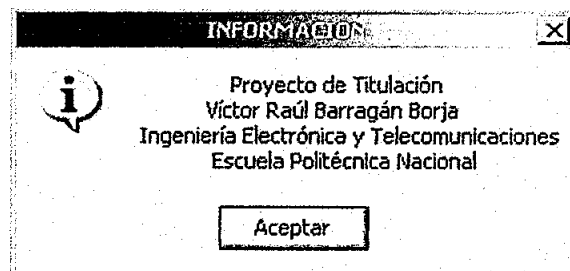 INFORMACION
Proyecto de Titulación
Víctor Raúl Barragán Borja
Ingeniería Electrónica y Telecomunicaciones
Escuela Politécnica Nacional
Aceptar